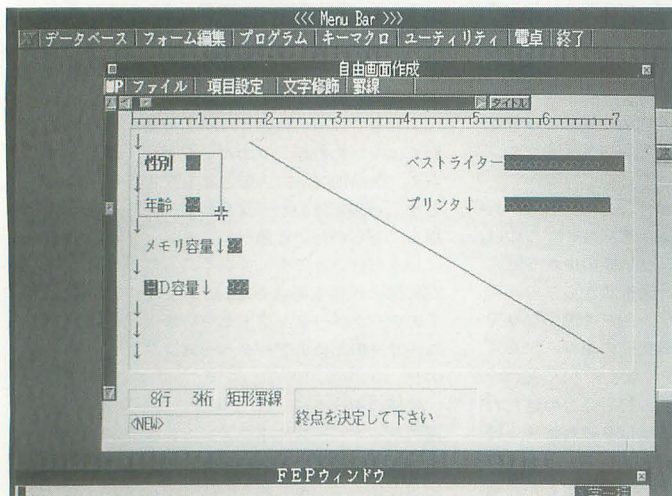 <<< Menu Bar >>>
データベース フォーム編集 プログラム キーマクロ ユーティリティ 電卓 終了
自由画面作成
ファイル 項目設定 文字修飾 罫線
タイトル
1 2 3 4 5 6 7
↓
性別 ベストライター
↓
年齢 プリンタ↓
↓
メモリ容量↓
↓
D容量↓
↓
↓
↓
8行 3桁 矩形罫線
<NEW> 終点を決定して下さい
FEPウィンドウ